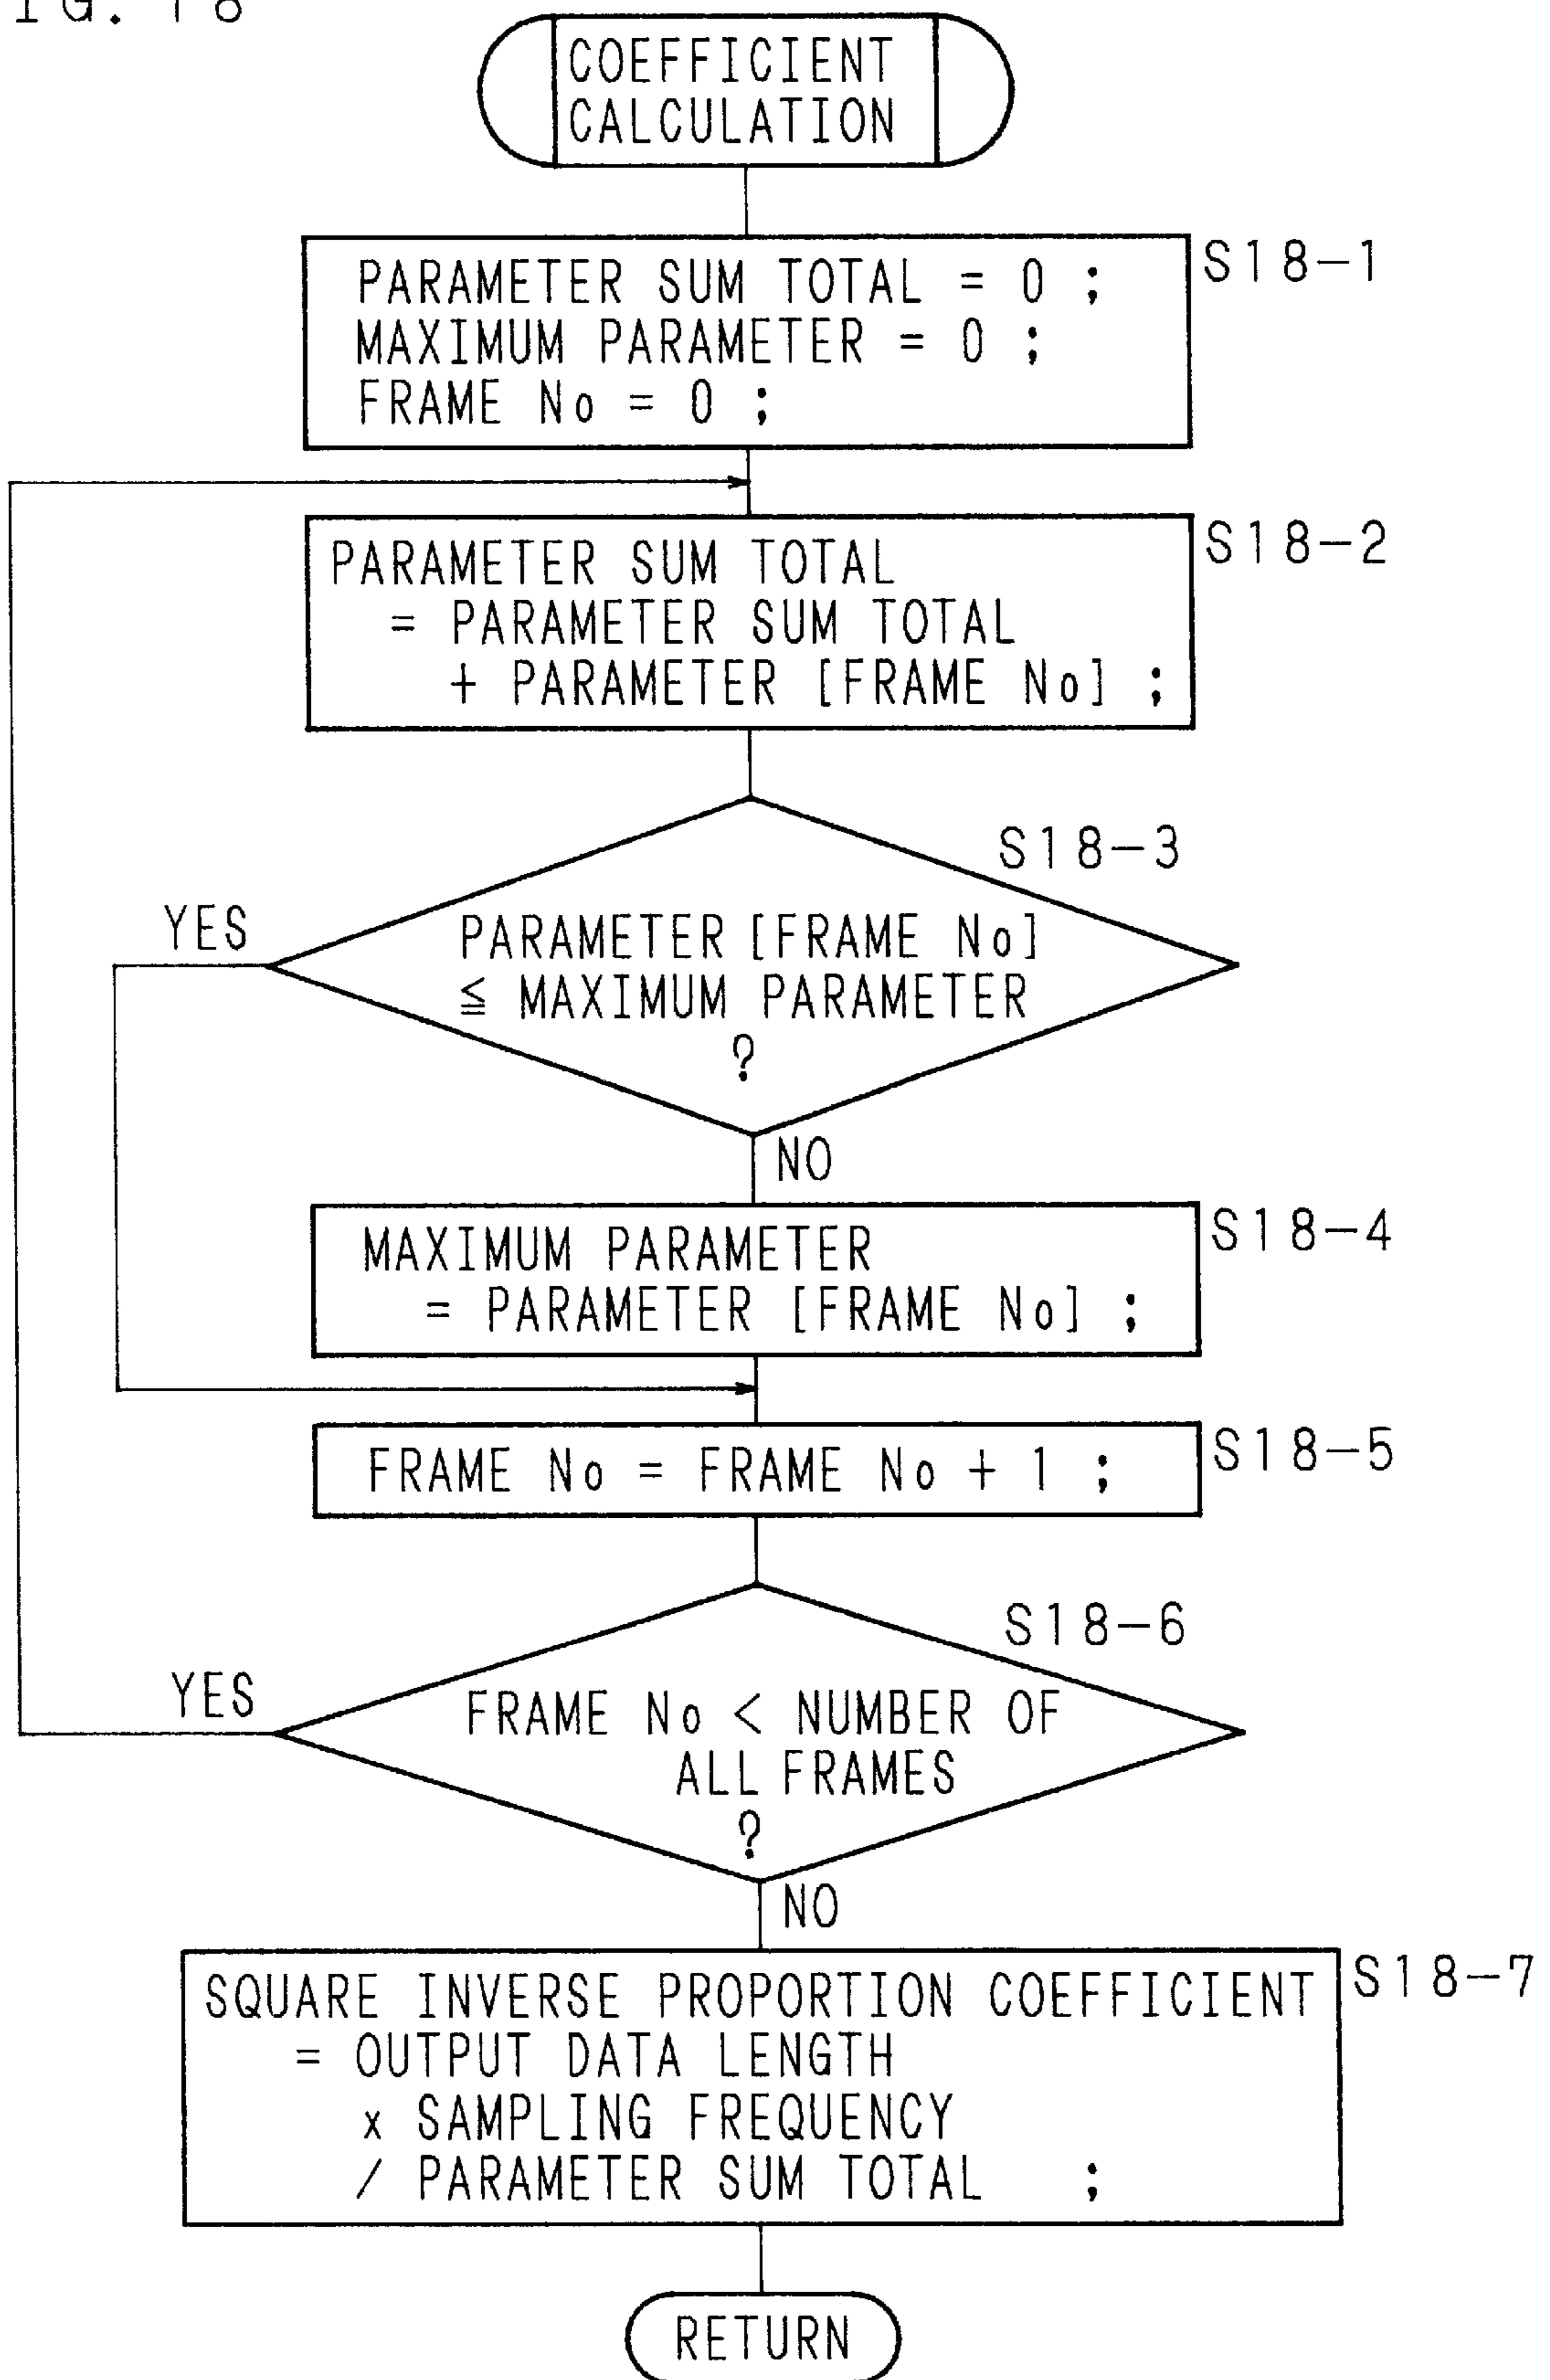 IG. 18
COEFFICIENT
CALCULATION
PARAMETER SUM TOTAL = 0 ;
MAXIMUM PARAMETER = 0 ;
FRAME No = 0 ;
S18-1
PARAMETER SUM TOTAL
= PARAMETER SUM TOTAL
+ PARAMETER [FRAME No] ;
S18-2
S18-3
YES
PARAMETER [FRAME No]
≦ MAXIMUM PARAMETER
?
NO
MAXIMUM PARAMETER
= PARAMETER [FRAME No] ;
S18-4
FRAME No = FRAME No + 1 ;
S18-5
S18-6
YES
FRAME No < NUMBER OF
ALL FRAMES
?
NO
SQUARE INVERSE PROPORTION COEFFICIENT
= OUTPUT DATA LENGTH
x SAMPLING FREQUENCY
/ PARAMETER SUM TOTAL ;
S18-7
RETURN